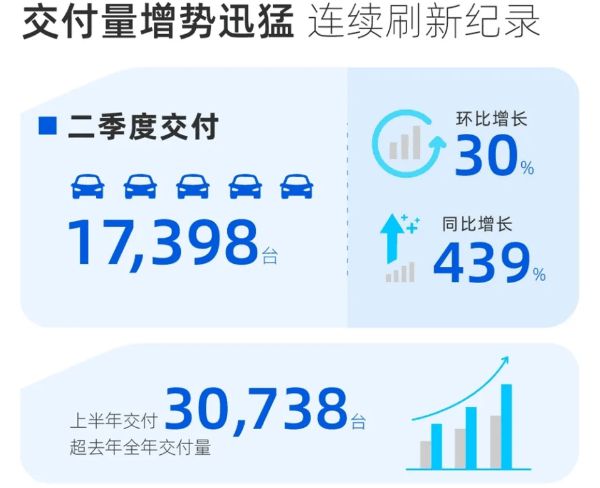 交付量增势迅猛 连续刷新纪录
二季度交付
17,398台
环比增长
30%
同比增长
439%
上半年交付 30,738台
超去年全年交付量